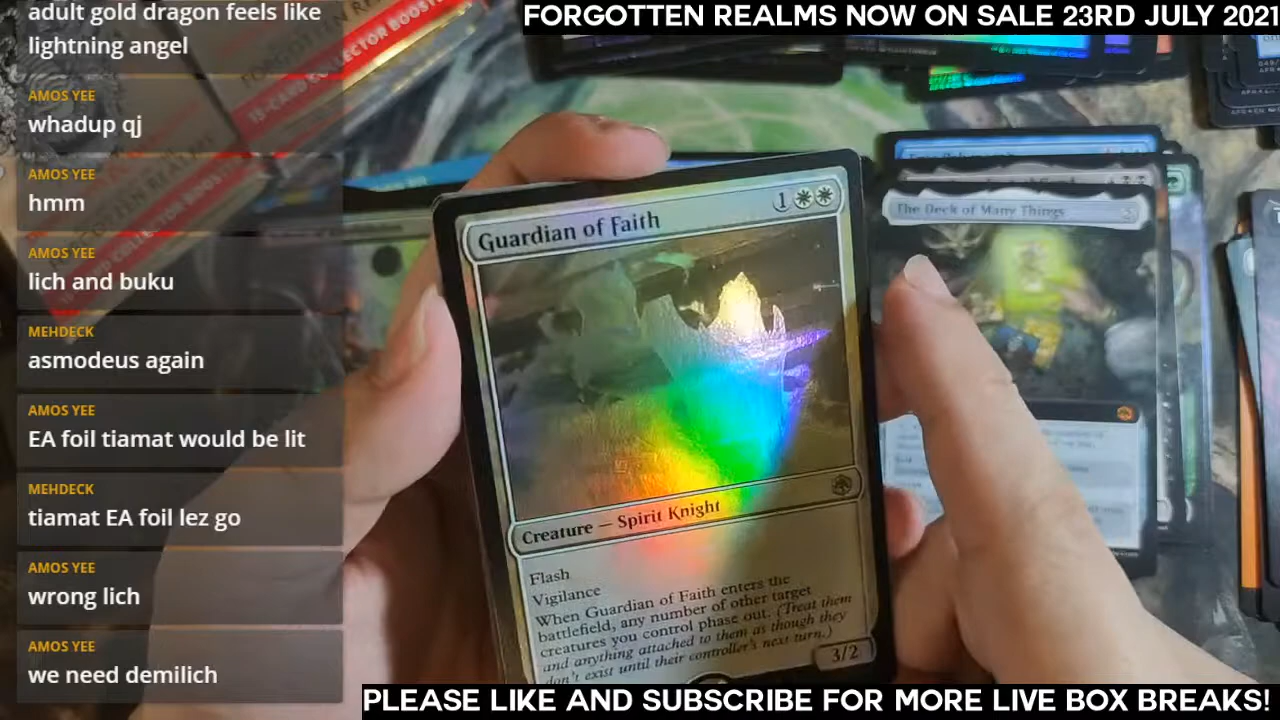 FORGOTTEN REALMS NOW ON SALE 23RD JULY 2021
adult gold dragon feels like
lightning angel
AMOS YEE
whadup qj
AMOS YEE
hmm
AMOS YEE
lich and buku
MEHDECK
asmodeus again
AMOS YEE
EA foil tiamat would be lit
MEHDECK
tiamat EA foil lez go
AMOS YEE
wrong lich
AMOS YEE
we need demilich
15-CARD COLLECTOR BOOSTER
Guardian of Faith
1
Creature — Spirit Knight
Flash
Vigilance
When Guardian of Faith enters the
battlefield, any number of other target
creatures you control phase out. (Treat them
and anything attached to them as though they
don't exist until their controller's next turn.)
3/2
The Deck of Many Things
PLEASE LIKE AND SUBSCRIBE FOR MORE LIVE BOX BREAKS!